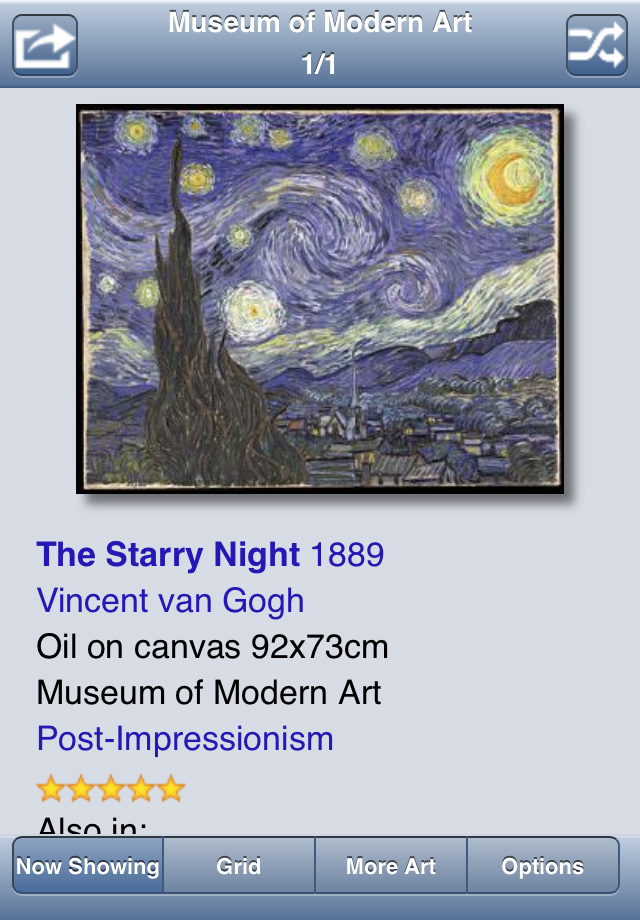 Museum of Modern Art
1/1
The Starry Night 1889
Vincent van Gogh
Oil on canvas 92x73cm
Museum of Modern Art
Post-Impressionism
Also in:
Now Showing
Grid
More Art
Options